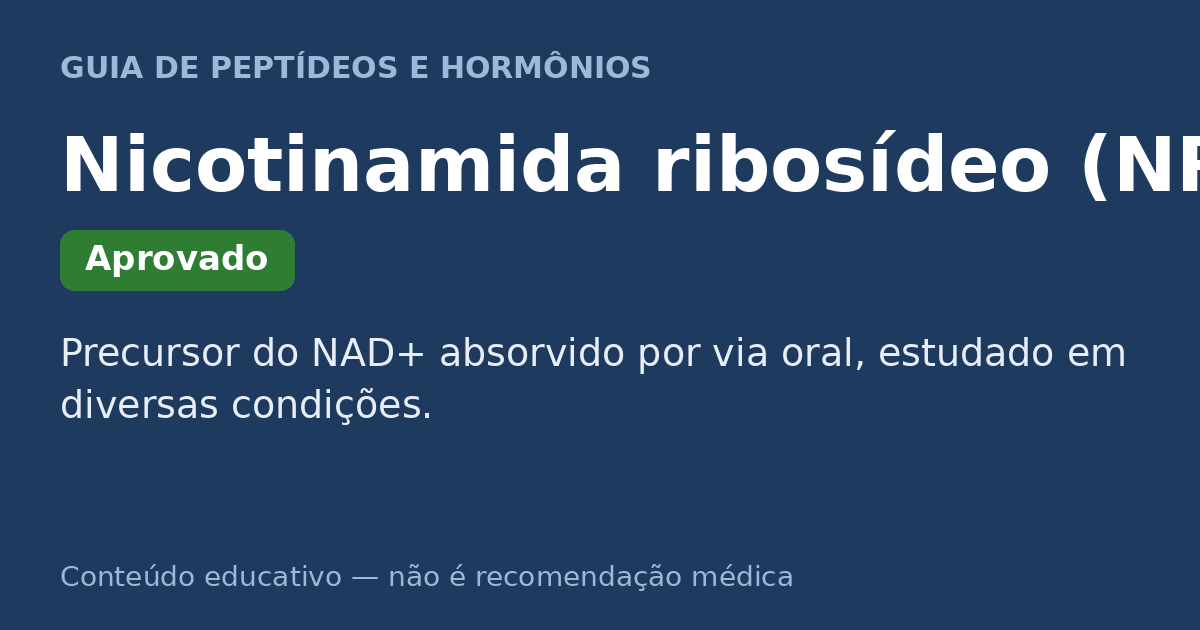 GUIA DE PEPTÍDEOS E HORMÔNIOS
Nicotinamida ribosídeo (NR
Aprovado
Precursor do NAD+ absorvido por via oral, estudado em
diversas condições.
Conteúdo educativo — não é recomendação médica